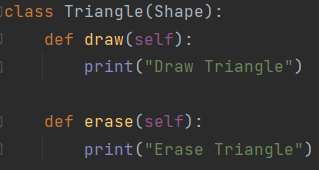 class Triangle(Shape):
    def draw(self):
        print("Draw Triangle")
    def erase(self):
        print("Erase Triangle")